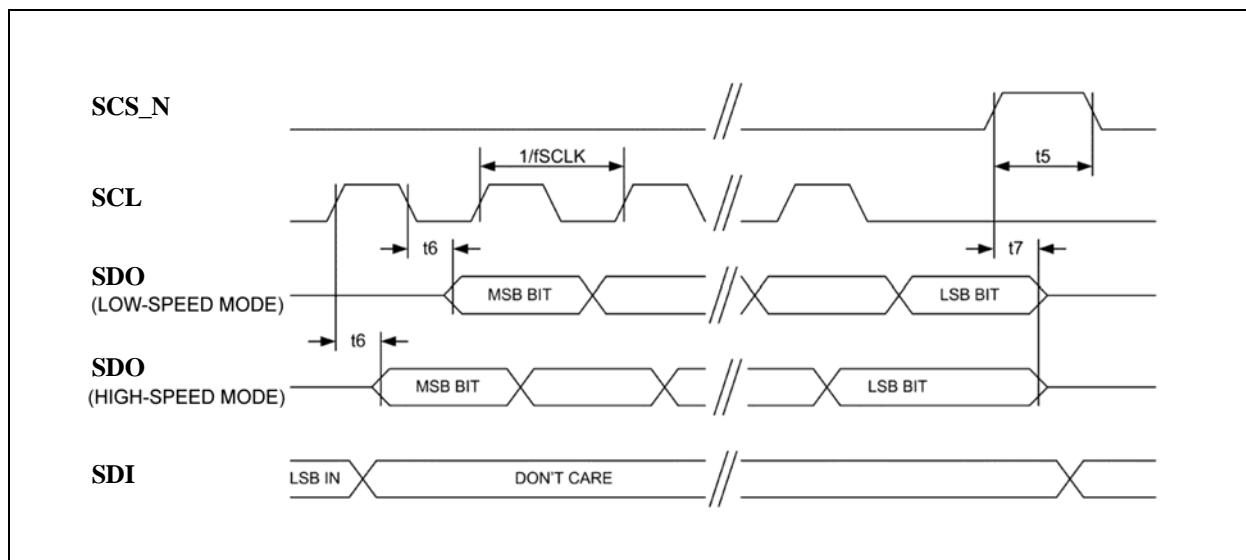 SCS_N
1/fSCLK
t5
SCL
t6
t7
SDO
MSB BIT
LSB BIT
(LOW-SPEED MODE)
t6
SDO
MSB BIT
LSB BIT
(HIGH-SPEED MODE)
SDI
LSB IN
DON'T CARE